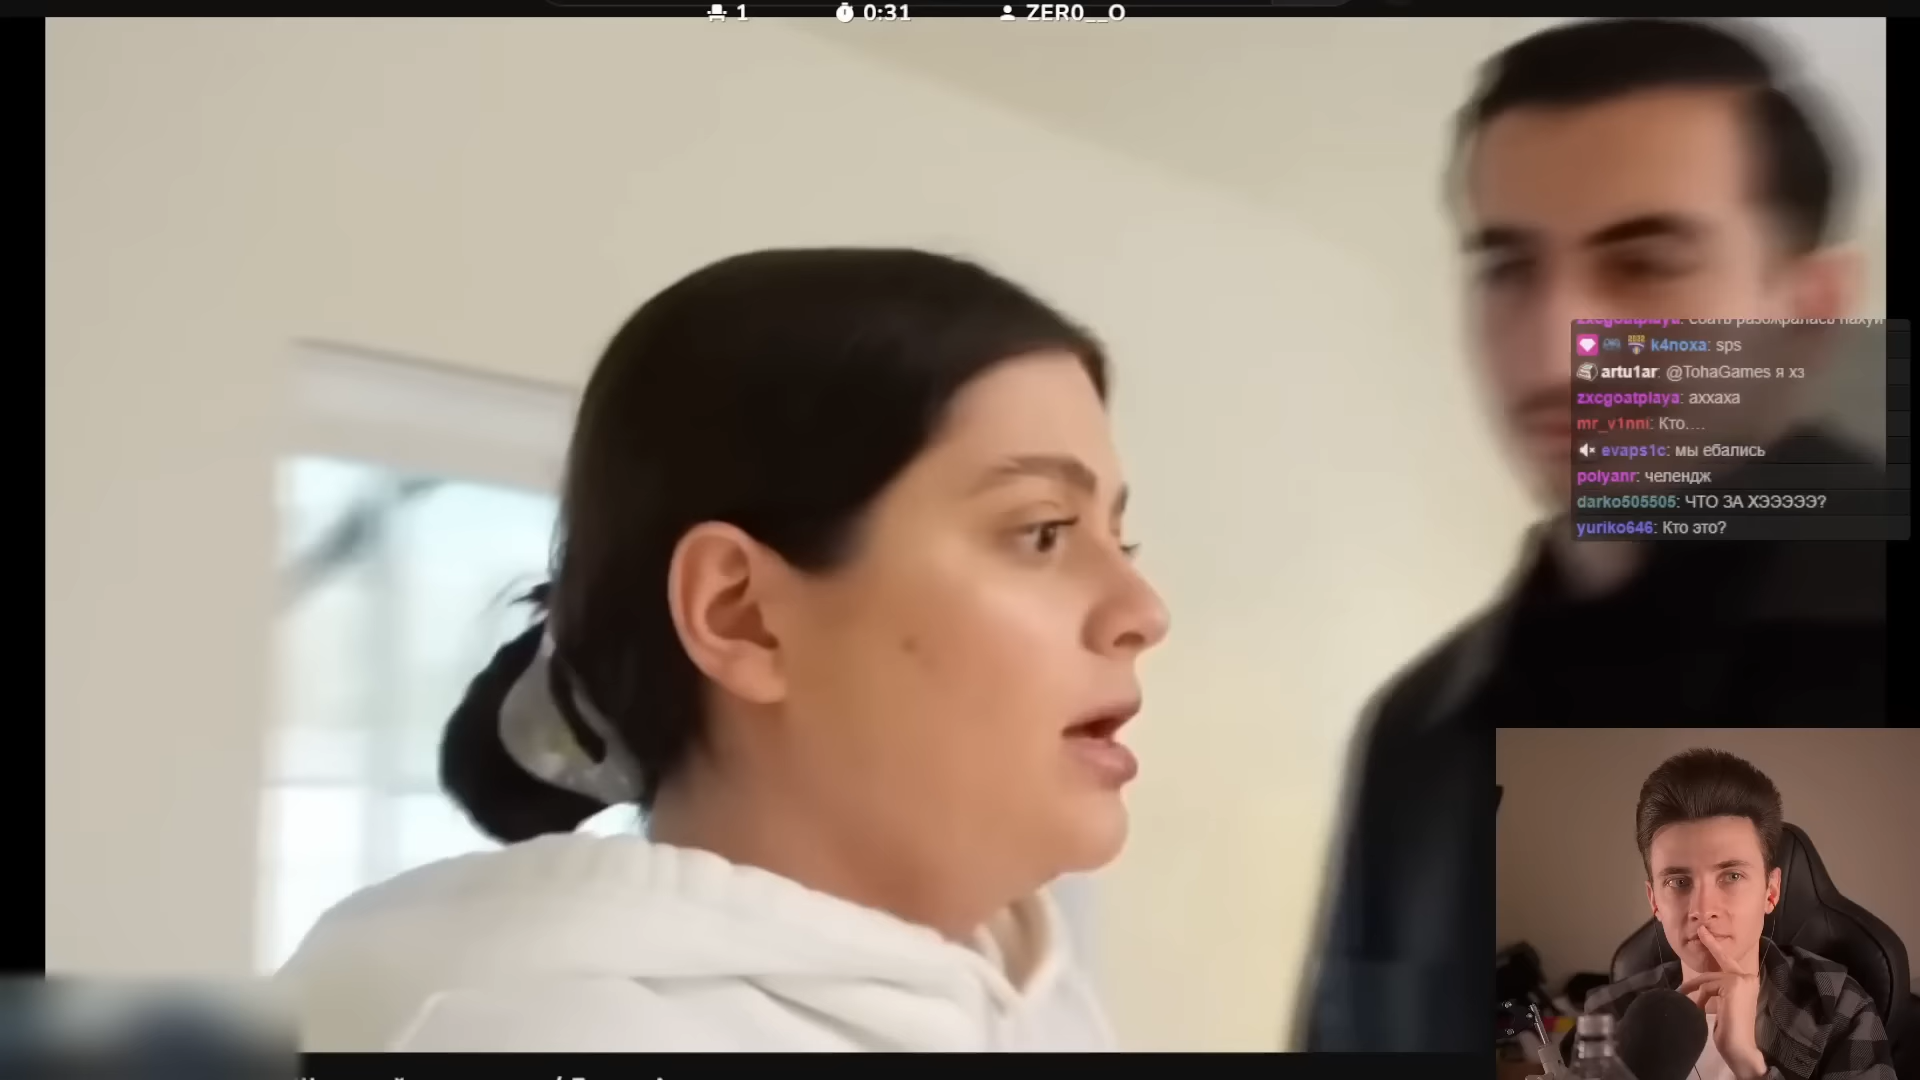 1 0:31 ZER0__O
k4noxa: sps
artu1ar: @TohaGames я хз
zxcgoatplaya: аххаха
mr_v1nni: Кто....
evaps1c: мы ебались
polyanr: челендж
darko505505: ЧТО ЗА ХЭЭЭЭЭ?
yuriko646: Кто это?